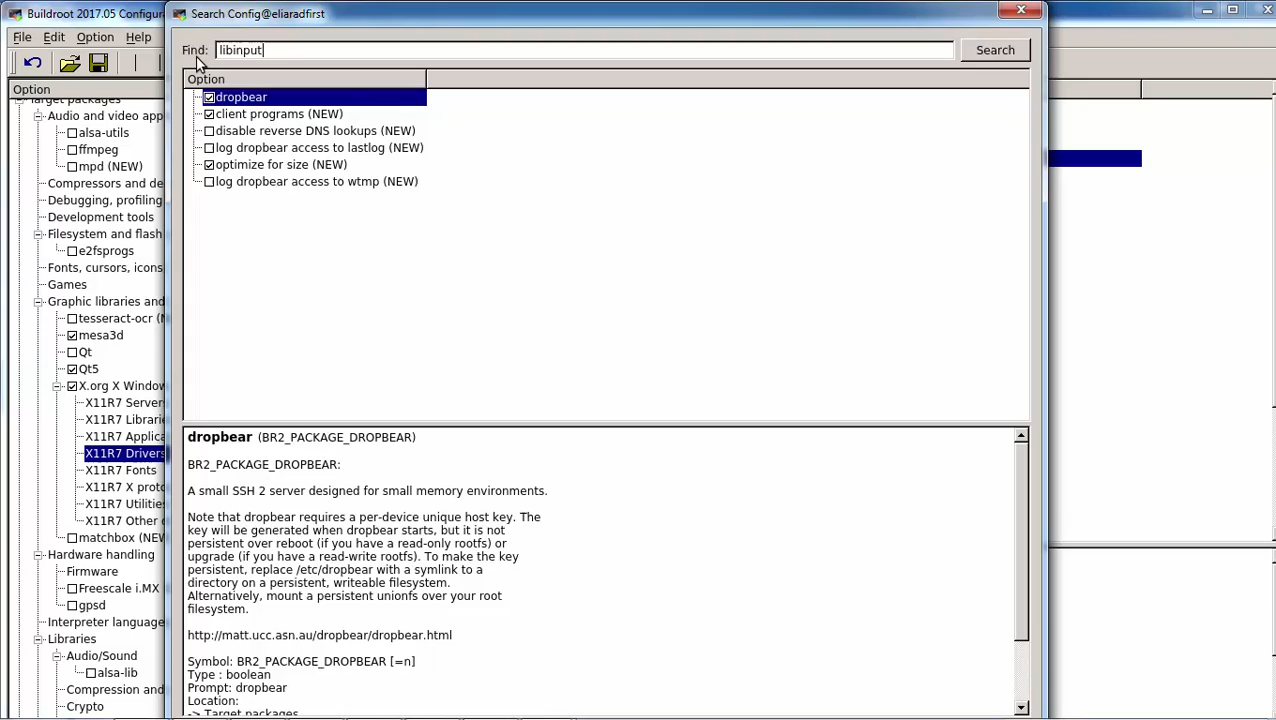 Buildroot 2017.05 Configura
Search Config@eliaradfirst
File Edit Option Help
Find: libinput
Search
Option
Option
dropbear
client programs (NEW)
disable reverse DNS lookups (NEW)
log dropbear access to lastlog (NEW)
optimize for size (NEW)
log dropbear access to wtmp (NEW)
Target packages
Audio and video app
alsa-utils
ffmpeg
mpd (NEW)
Compressors and de
Debugging, profiling
Development tools
Filesystem and flash
e2fsprogs
Fonts, cursors, icons
Games
Graphic libraries and
tesseract-ocr (N
mesa3d
Qt
Qt5
X.org X Window
X11R7 Servers
X11R7 Librarie
X11R7 Applica
X11R7 Drivers
X11R7 Fonts
X11R7 X proto
X11R7 Utilities
X11R7 Other
matchbox (NEW
Hardware handling
Firmware
Freescale i.MX
gpsd
Interpreter language
Libraries
Audio/Sound
alsa-lib
Compression and
Crypto
dropbear (BR2_PACKAGE_DROPBEAR)
BR2_PACKAGE_DROPBEAR:
A small SSH 2 server designed for small memory environments.
Note that dropbear requires a per-device unique host key. The
key will be generated when dropbear starts, but it is not
persistent over reboot (if you have a read-only rootfs) or
upgrade (if you have a read-write rootfs). To make the key
persistent, replace /etc/dropbear with a symlink to a
directory on a persistent, writeable filesystem.
Alternatively, mount a persistent unionfs over your root
filesystem.
http://matt.ucc.asn.au/dropbear/dropbear.html
Symbol: BR2_PACKAGE_DROPBEAR [=n]
Type : boolean
Prompt: dropbear
Location:
-> Target packages